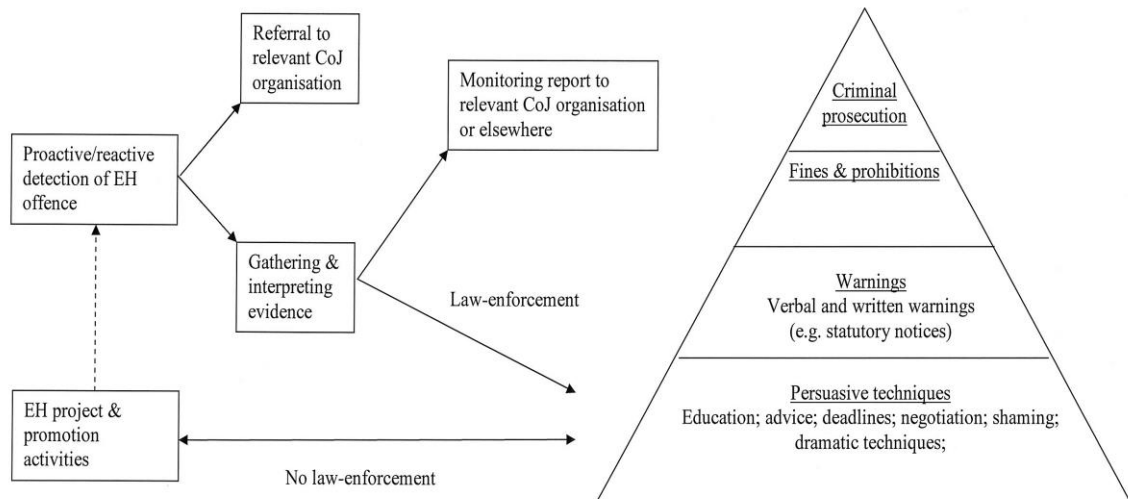 Referral to
relevant CoJ
organisation
Monitoring report to
relevant CoJ organisation
or elsewhere
Proactive/reactive
detection of EH
offence
Gathering &
interpreting
evidence
Law-enforcement
EH project &
promotion
activities
No law-enforcement
Criminal
prosecution
Fines & prohibitions
Warnings
Verbal and written warnings
(e.g. statutory notices)
Persuasive techniques
Education; advice; deadlines; negotiation; shaming;
dramatic techniques;